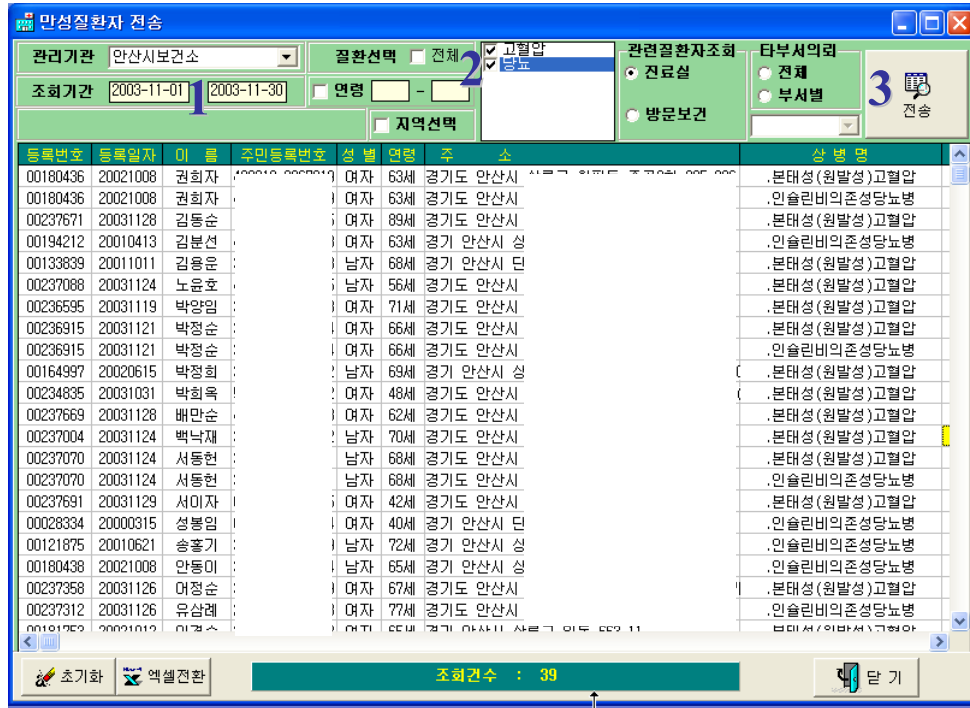 만성질환자 전송
관리기관 안산시보건소 질환선택 전체 2 고혈압 관련질환자조회 타부서의뢰
당뇨
진료실 전체
조회기간 2003-11-01 1 2003-11-30 연령 - 부서별 3 전송
방문보건
지역선택
등록번호 등록일자 이 름 주민등록번호 성 별 연령 주 소 상 병 명
00180436 20021008 권희자 여자 63세 경기도 안산시 .본태성(원발성)고혈압
00180436 20021008 권희자 여자 63세 경기도 안산시 .인슐린비의존성당뇨병
00237671 20031128 김동순 여자 89세 경기도 안산시 .본태성(원발성)고혈압
00194212 20010413 김분선 여자 63세 경기 안산시 상 .인슐린비의존성당뇨병
00133839 20011011 김용운 남자 68세 경기 안산시 단 .본태성(원발성)고혈압
00237088 20031124 노윤호 남자 56세 경기도 안산시 .본태성(원발성)고혈압
00236595 20031119 박양임 여자 71세 경기도 안산시 .본태성(원발성)고혈압
00236915 20031121 박정순 여자 66세 경기도 안산시 .본태성(원발성)고혈압
00236915 20031121 박정순 여자 66세 경기도 안산시 .인슐린비의존성당뇨병
00164997 20020615 박정희 남자 69세 경기 안산시 상 .본태성(원발성)고혈압
00234835 20031031 박희옥 여자 48세 경기도 안산시 .본태성(원발성)고혈압
00237669 20031128 배만순 여자 62세 경기도 안산시 .본태성(원발성)고혈압
00237004 20031124 백낙재 남자 70세 경기도 안산시 .본태성(원발성)고혈압
00237070 20031124 서동헌 남자 68세 경기도 안산시 .본태성(원발성)고혈압
00237070 20031124 서동헌 남자 68세 경기도 안산시 .인슐린비의존성당뇨병
00237691 20031129 서이자 여자 42세 경기도 안산시 .본태성(원발성)고혈압
00028334 20000315 성봉임 여자 40세 경기 안산시 단 .인슐린비의존성당뇨병
00121875 20010621 송홍기 남자 72세 경기 안산시 상 .인슐린비의존성당뇨병
00180438 20021008 안동이 남자 65세 경기 안산시 상 .인슐린비의존성당뇨병
00237358 20031126 여정순 여자 67세 경기도 안산시 .본태성(원발성)고혈압
00237312 20031126 유삼례 여자 77세 경기도 안산시 .인슐린비의존성당뇨병
초기화 엑셀전환 조회건수 : 39 닫 기